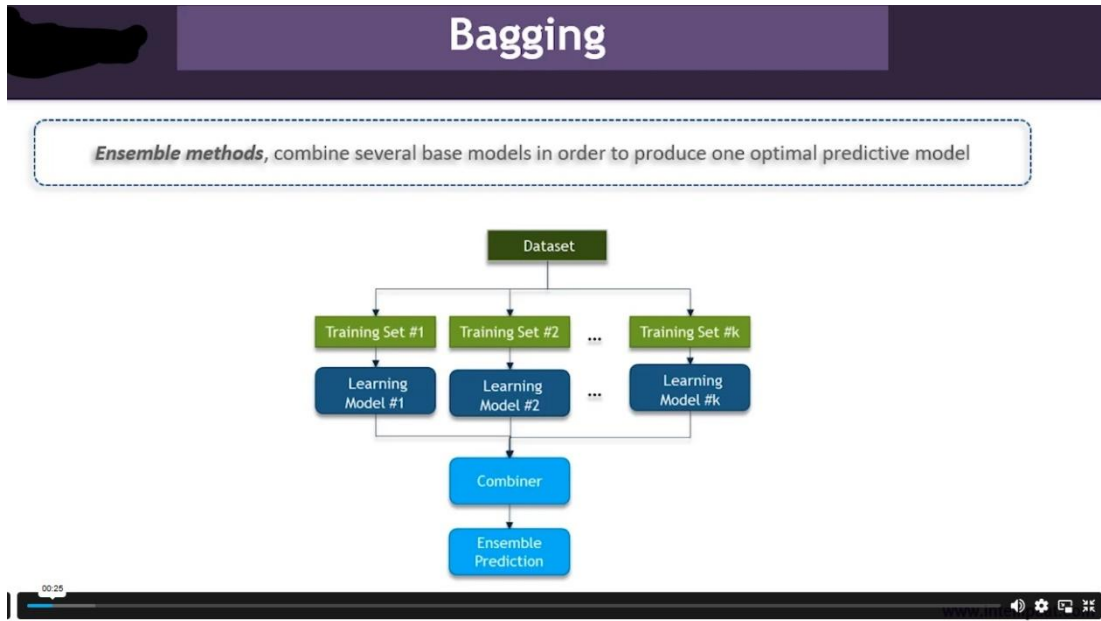 Bagging
Ensemble methods, combine several base models in order to produce one optimal predictive model
Dataset
Training Set #1
Training Set #2
...
Training Set #k
Learning
Model #1
Learning
Model #2
...
Learning
Model #k
Combiner
Ensemble
Prediction
00:25